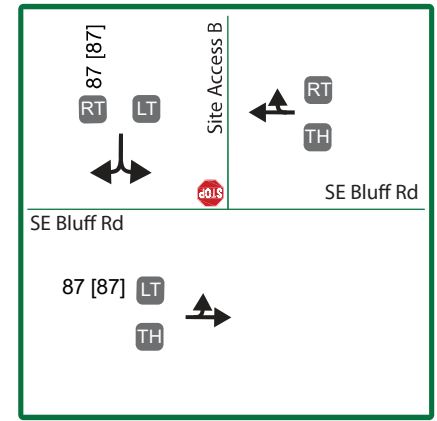 87 [87]
RT LT
Site Access B
RT
TH
STOP
SE Bluff Rd
SE Bluff Rd
87 [87] LT
TH